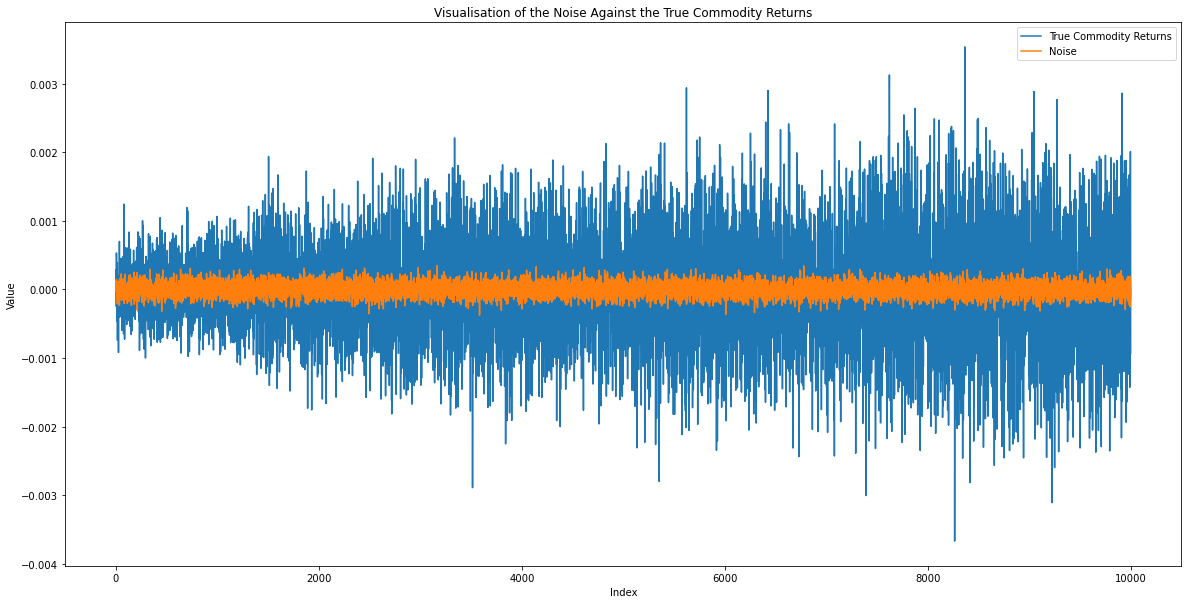 Visualisation of the Noise Against the True Commodity Returns
True Commodity Returns
Noise
0.003
0.002
0.001
0.000
−0.001
−0.002
−0.003
−0.004
Value
0
2000
4000
6000
8000
10000
Index